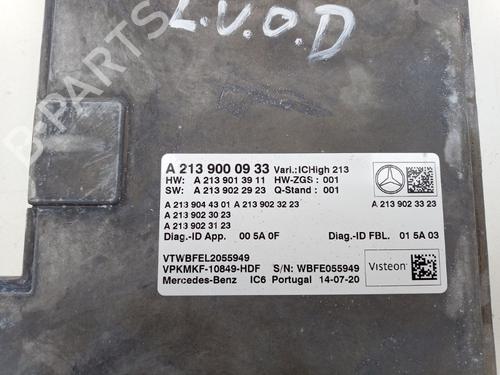 L.V.O.D
A 213 900 09 33 Vari.:ICHigh 213
HW: A 213 901 39 11 HW-ZGS : 001
SW: A 213 902 29 23 Q-Stand : 001
A 213 904 43 01 A 213 902 32 23
A 213 902 33 23
A 213 902 30 23
A 213 902 31 23
Diag.-ID App. 00 5A 0F Diag.-ID FBL. 01 5A 03
VTWBFEL2055949
VPKMKF-10849-HDF S/N: WBFE055949
Mercedes-Benz IC6 Portugal 14-07-20
Visteon